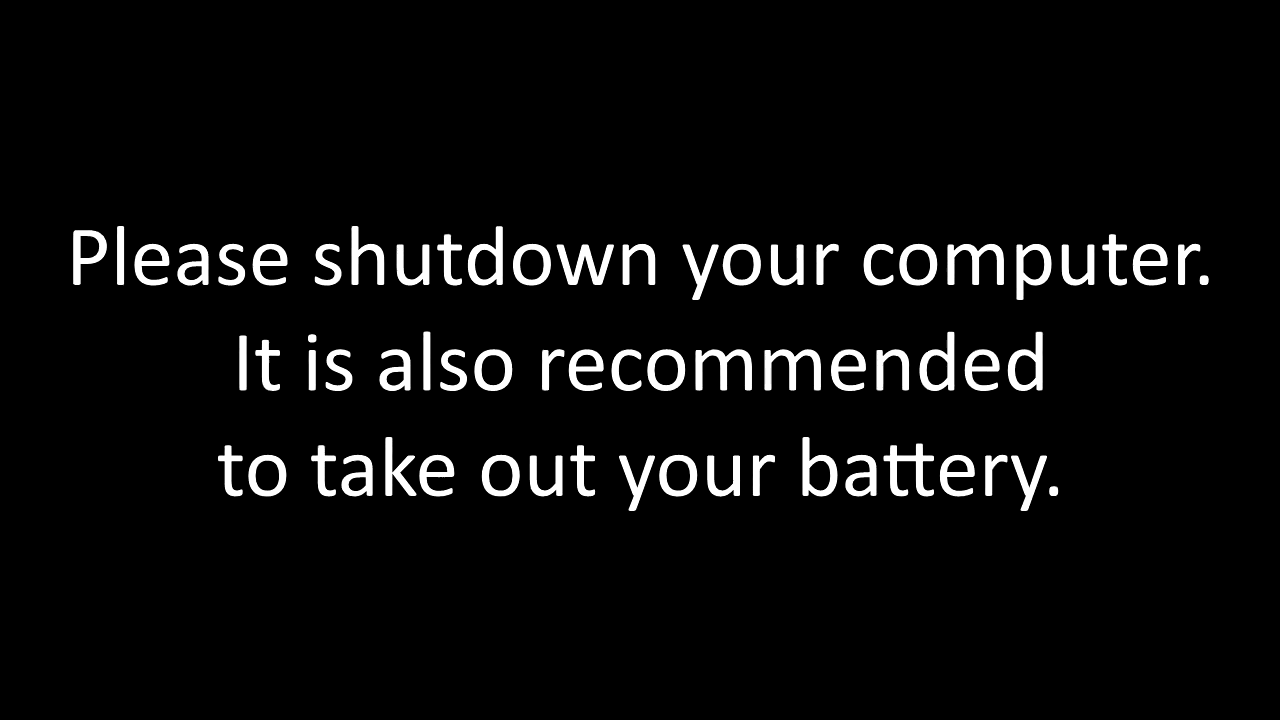 Please shutdown your computer.
It is also recommended
to take out your battery.